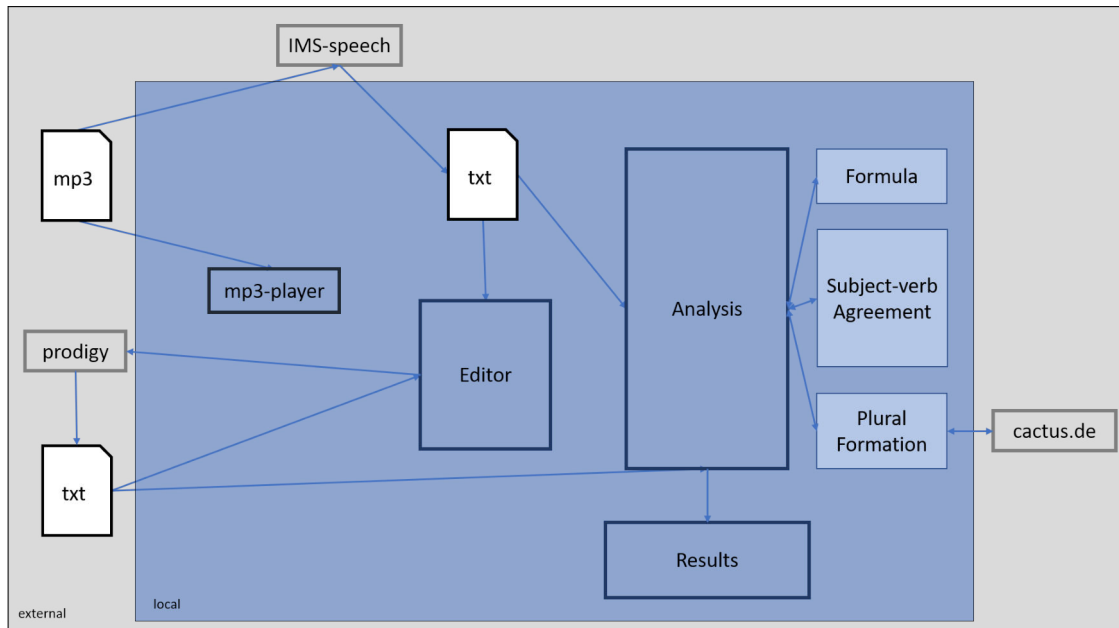 IMS-speech
mp3
txt
Formula
mp3-player
Subject-verb
Agreement
Analysis
prodigy
Editor
Plural
Formation
cactus.de
txt
Results
local
external